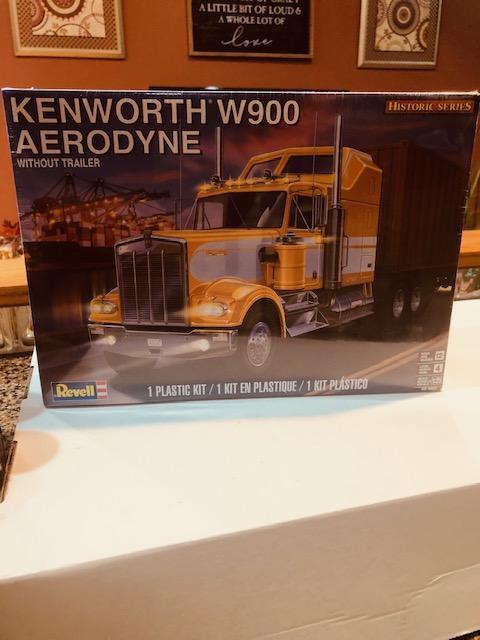 A LITTLE BIT OF LOUD &
A WHOLE LOT OF
love
KENWORTH W900
AERODYNE
WITHOUT TRAILER
HISTORIC SERIES
Revell
1 PLASTIC KIT / 1 KIT EN PLASTIQUE / 1 KIT PLÁSTICO
4